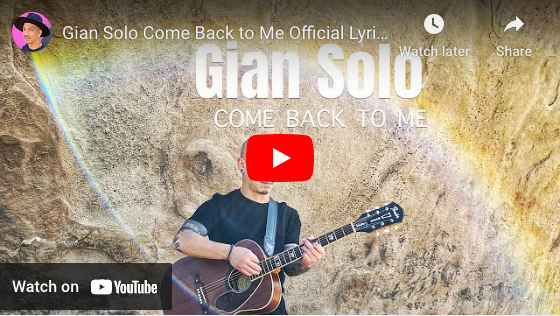 Gian Solo Come Back to Me Official Lyri...
Watch later
Share
Gian Solo
COME BACK TO ME
Fender
Watch on YouTube